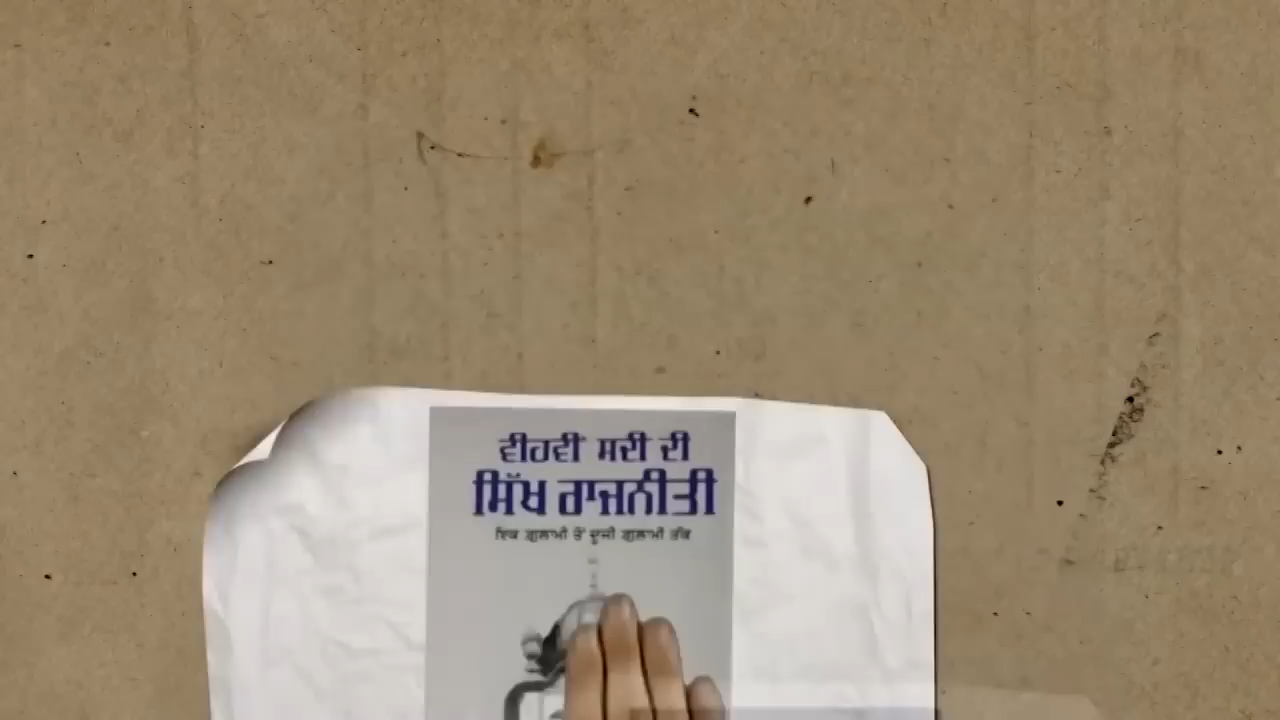 ਵੀਹਵੀਂ ਸਦੀ ਦੀ
ਸਿੱਖ ਰਾਜਨੀਤੀ
ਇਕ ਗ਼ੁਲਾਮੀ ਤੋਂ ਦੂਜੀ ਗ਼ੁਲਾਮੀ ਤੱਕ